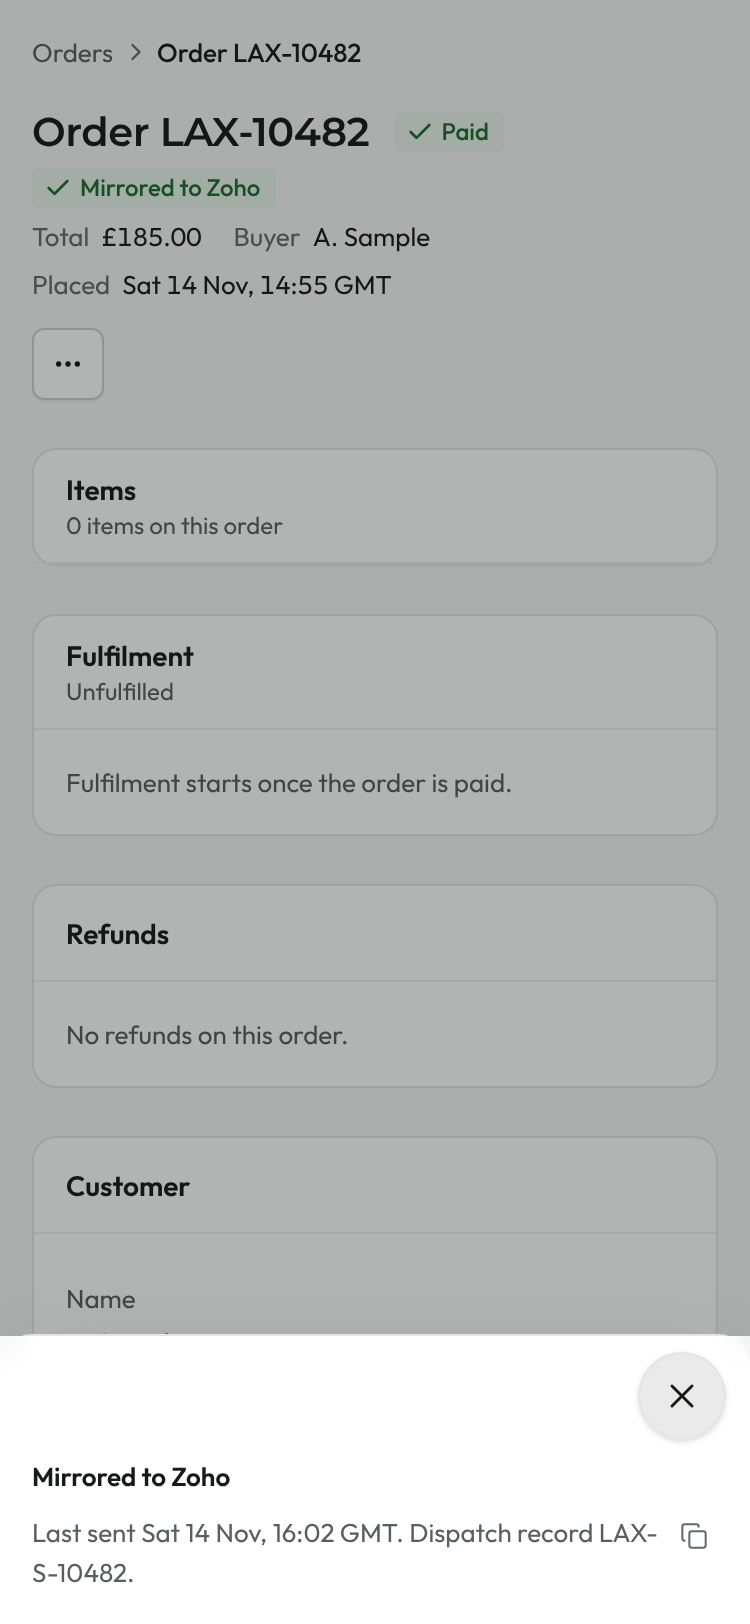 Orders > Order LAX-10482
Order LAX-10482 Paid
Mirrored to Zoho
Total £185.00 Buyer A. Sample
Placed Sat 14 Nov, 14:55 GMT
Items
0 items on this order
Fulfilment
Unfulfilled
Fulfilment starts once the order is paid.
Refunds
No refunds on this order.
Customer
Name
Mirrored to Zoho
Last sent Sat 14 Nov, 16:02 GMT. Dispatch record LAX-
S-10482.